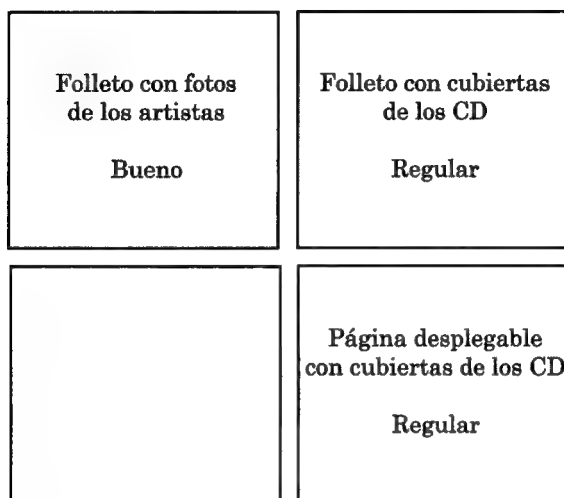 Folleto con fotos
de los artistas
Bueno
Folleto con cubiertas
de los CD
Regular
Página desplegable
con cubiertas de los CD
Regular